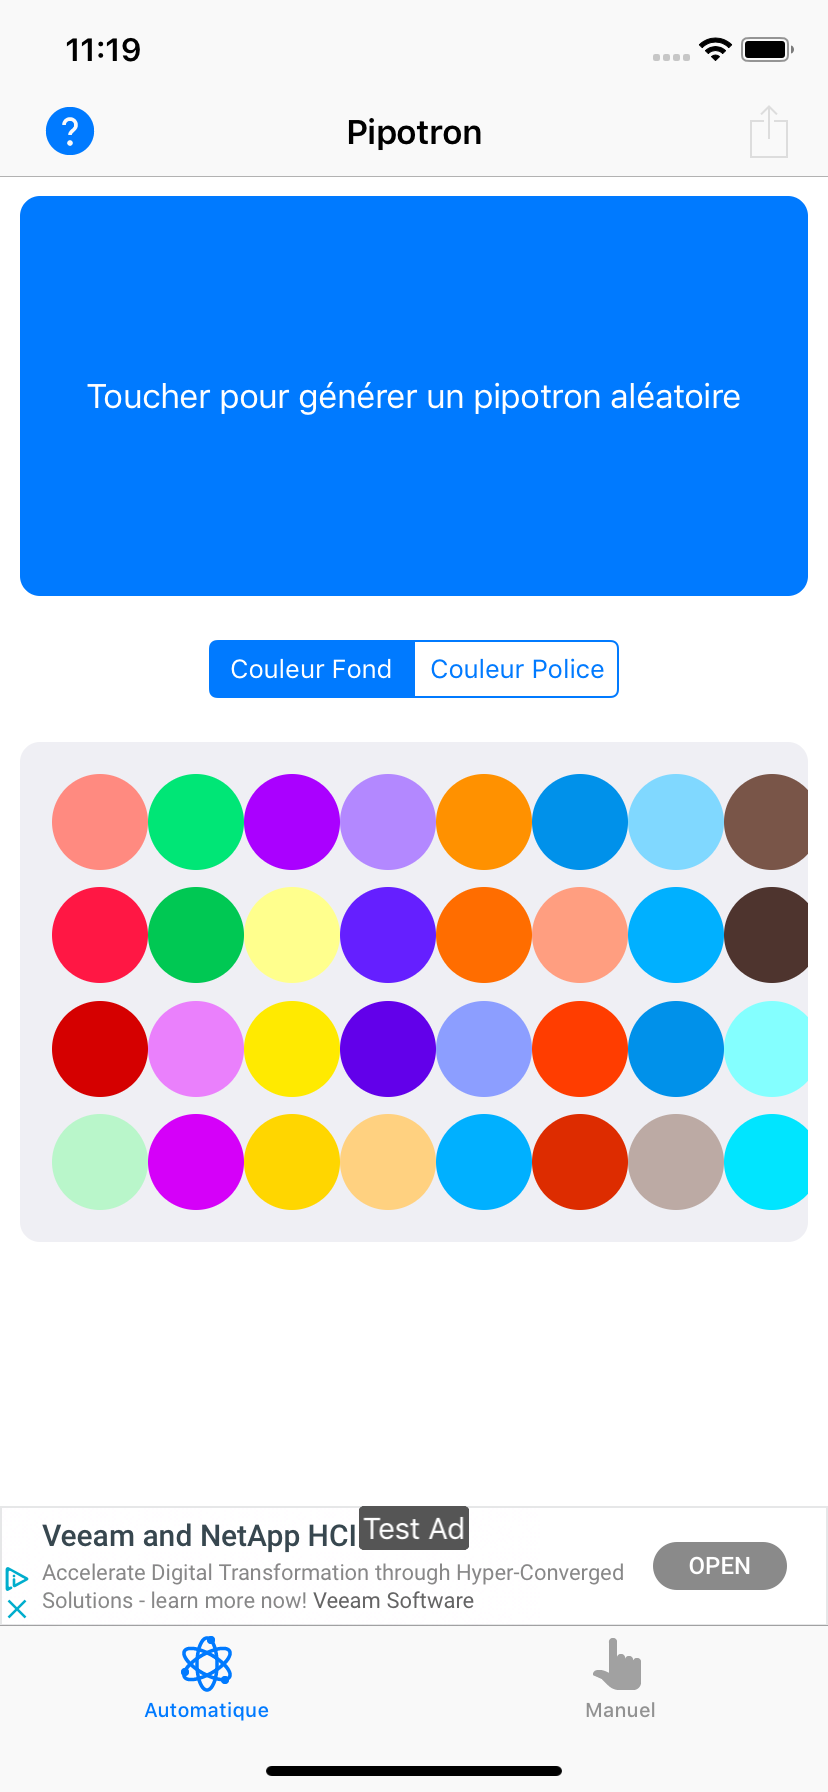 11:19
Pipotron
Toucher pour générer un pipotron aléatoire
Couleur Fond
Couleur Police
Veeam and NetApp HCI
Test Ad
Accelerate Digital Transformation through Hyper-Converged
Solutions - learn more now! Veeam Software
OPEN
Automatique
Manuel